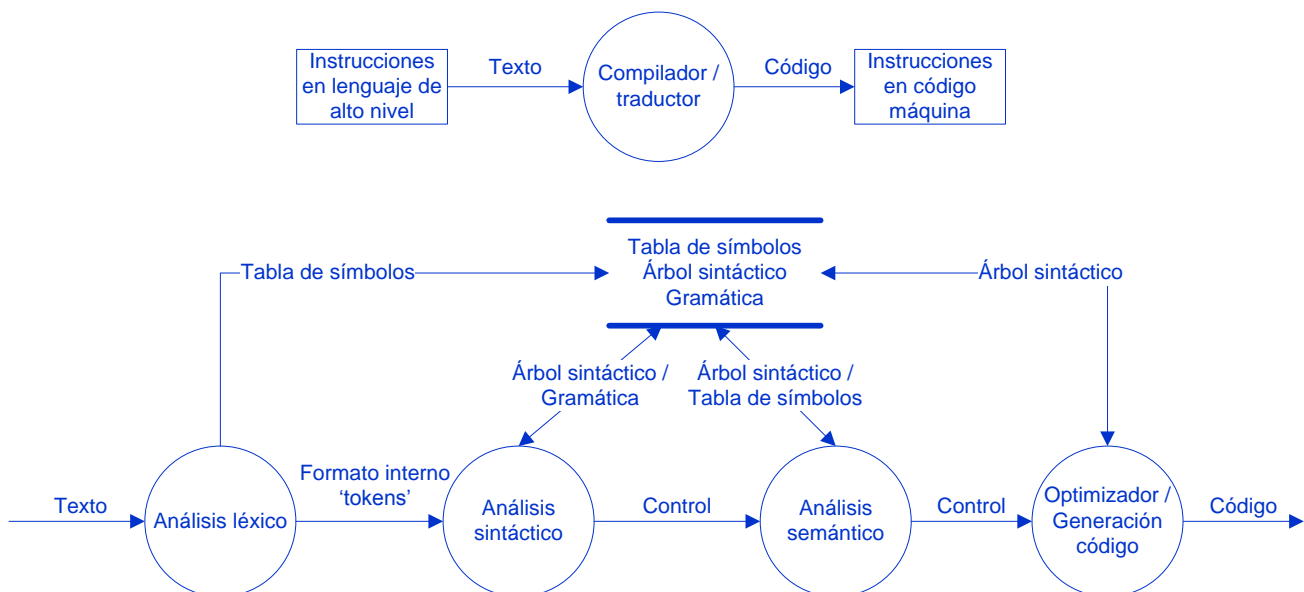 Instrucciones
en lenguaje de
alto nivel
Texto
Compilador /
traductor
Código
Instrucciones
en código
máquina
Tabla de símbolos
Árbol sintáctico
Gramática
Tabla de símbolos
Árbol sintáctico
Árbol sintáctico /
Gramática
Árbol sintáctico /
Tabla de símbolos
Texto
Análisis léxico
Formato interno
‘tokens’
Análisis
sintáctico
Control
Análisis
semántico
Control
Optimizador /
Generación
código
Código